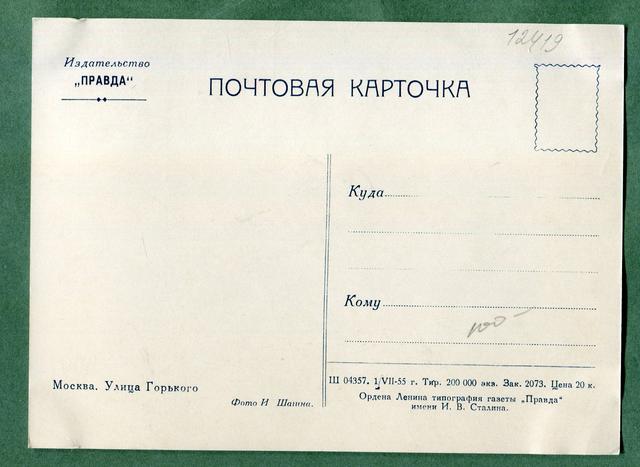 12419
Издательство
„ПРАВДА“
ПОЧТОВАЯ КАРТОЧКА
Куда
Кому
100-
Москва. Улица Горького
Фото И Шагина.
Ш 04357. 1/VII-55 г. Тир. 200 000 экз. Зак. 2073. Цена 20 к.
Ордена Ленина типография газеты „Правда“
имени И. В. Сталина.